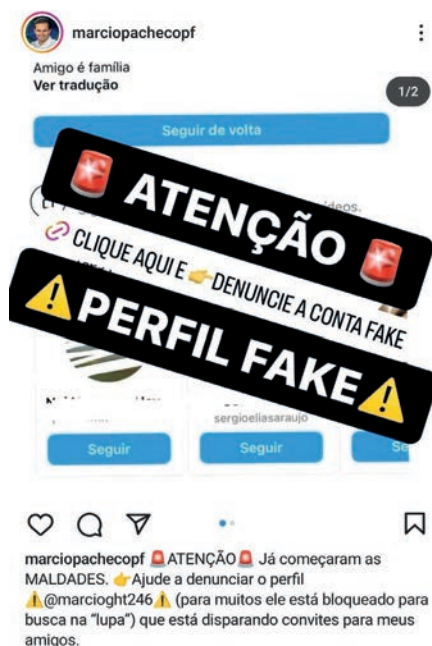 marciopachecopf
Amigo é família
Ver tradução
1/2
Seguir de volta
🚨 ATENÇÃO 🚨
CLIQUE AQUI E 👉DENUNCIE A CONTA FAKE
⚠️PERFIL FAKE⚠️
sergioeliasaraujo
Seguir
Seguir
marciopachecopf 🚨ATENÇÃO🚨 Já começaram as
MALDADES. 👉Ajude a denunciar o perfil
⚠️@marcioght246⚠️ (para muitos ele está bloqueado para
busca na “lupa”) que está disparando convites para meus
amigos.